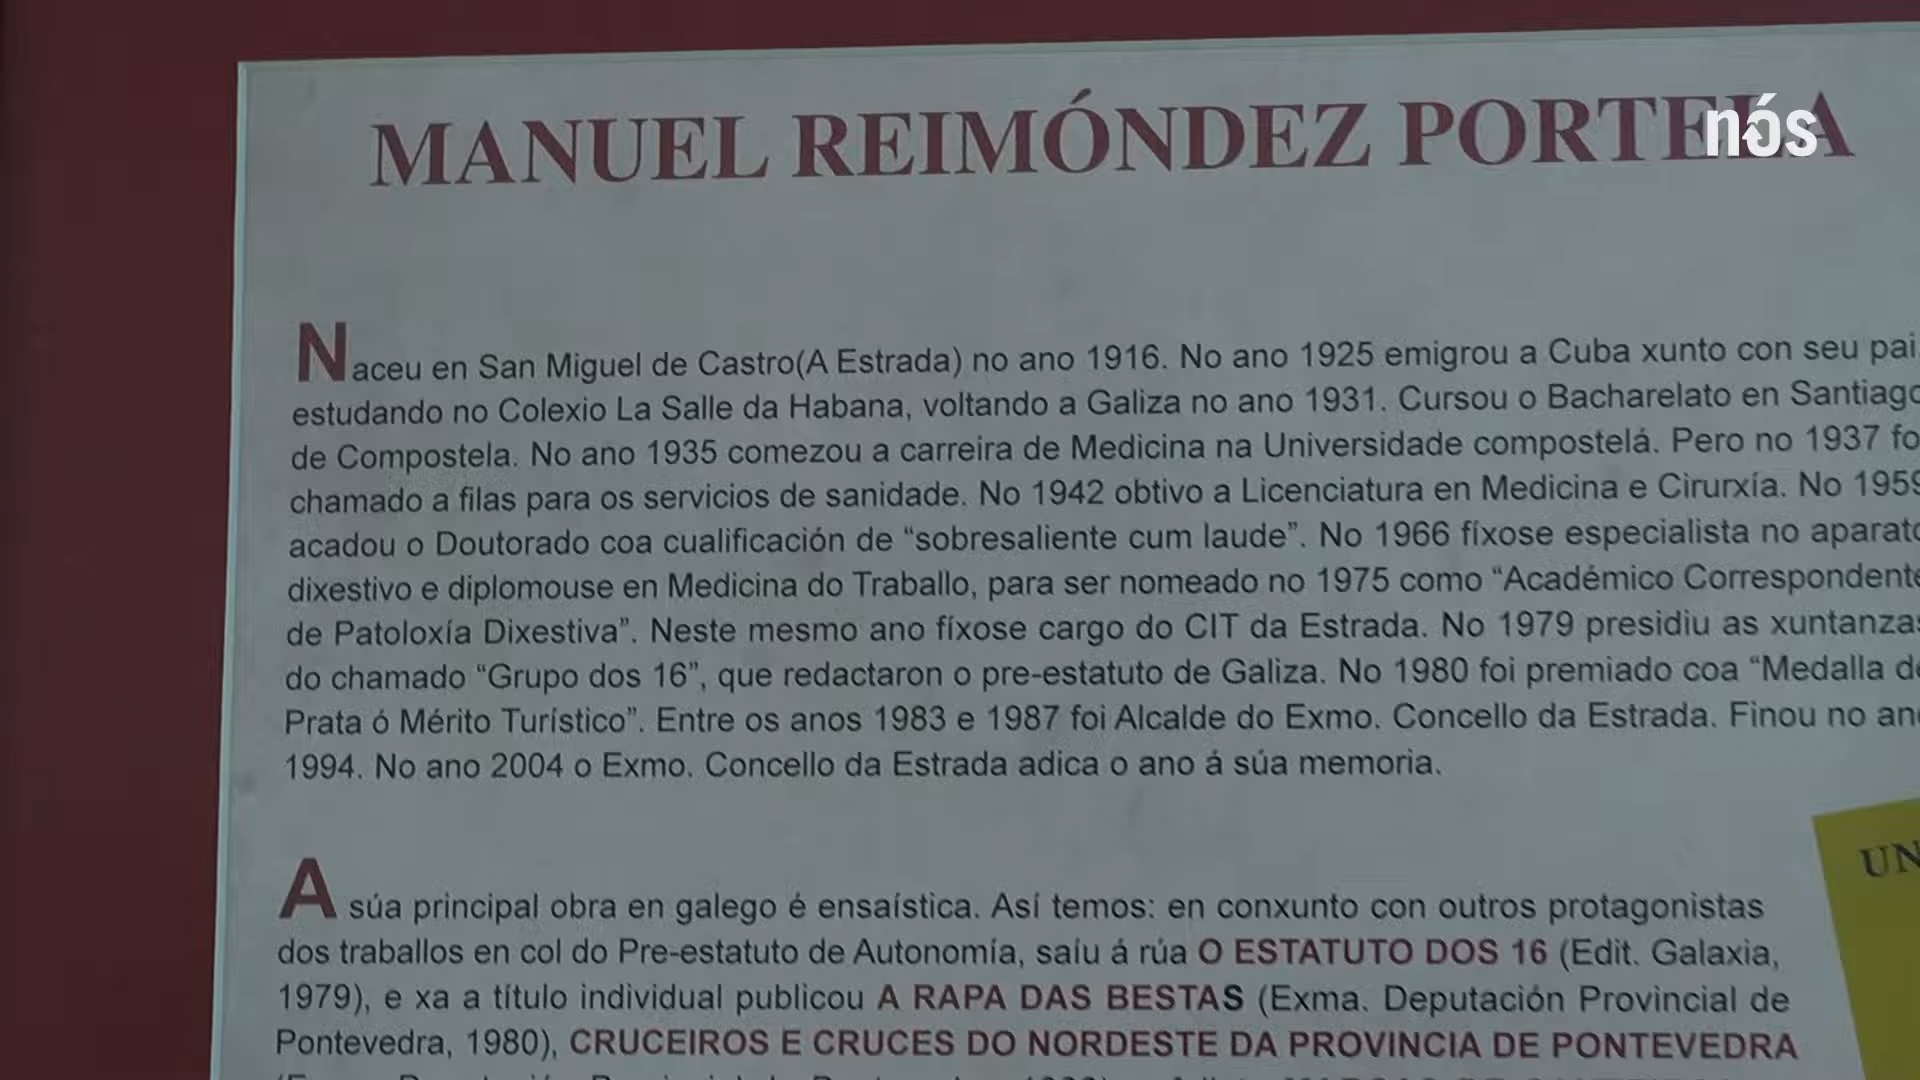 MANUEL REIMÓNDEZ PORTELA
nós
Naceu en San Miguel de Castro(A Estrada) no ano 1916. No ano 1925 emigrou a Cuba xunto con seu pai
estudando no Colexio La Salle da Habana, voltando a Galiza no ano 1931. Cursou o Bacharelato en Santiago
de Compostela. No ano 1935 comezou a carreira de Medicina na Universidade compostelá. Pero no 1937 fo
chamado a filas para os servicios de sanidade. No 1942 obtivo a Licenciatura en Medicina e Cirurxía. No 1959
acadou o Doutorado coa cualificación de “sobresaliente cum laude”. No 1966 fíxose especialista no aparato
dixestivo e diplomouse en Medicina do Traballo, para ser nomeado no 1975 como “Académico Correspondente
de Patoloxía Dixestiva”. Neste mesmo ano fíxose cargo do CIT da Estrada. No 1979 presidiu as xuntanzas
do chamado “Grupo dos 16”, que redactaron o pre-estatuto de Galiza. No 1980 foi premiado coa “Medalla de
Prata ó Mérito Turístico”. Entre os anos 1983 e 1987 foi Alcalde do Exmo. Concello da Estrada. Finou no ano
1994. No ano 2004 o Exmo. Concello da Estrada adica o ano á súa memoria.
A súa principal obra en galego é ensaística. Así temos: en conxunto con outros protagonistas
dos traballos en col do Pre-estatuto de Autonomía, saíu á rúa O ESTATUTO DOS 16 (Edit. Galaxia,
1979), e xa a título individual publicou A RAPA DAS BESTAS (Exma. Deputación Provincial de
Pontevedra, 1980), CRUCEIROS E CRUCES DO NORDESTE DA PROVINCIA DE PONTEVEDRA
UN